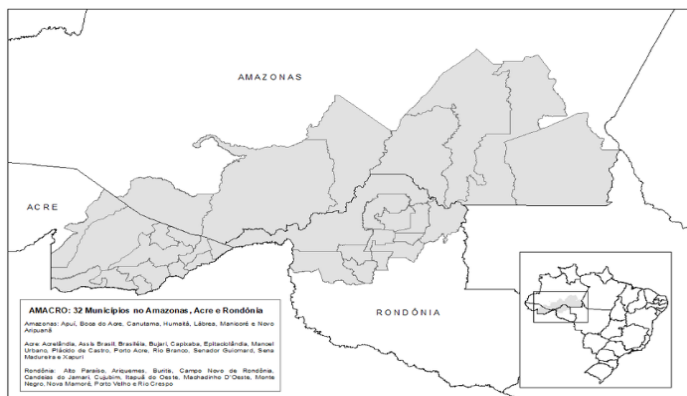 AMAZONAS
ACRE
RONDÔNIA
AMACRO: 32 Municípios no Amazonas, Acre e Rondônia
Amazonas: Apuí, Boca do Acre, Canutama, Humaitá, Lábrea, Manicoré e Novo
Aripuanã
Acre: Acrelândia, Assis Brasil, Brasiléia, Bujari, Capixaba, Epitaciolândia, Manoel
Urbano, Plácido de Castro, Porto Acre, Rio Branco, Senador Guiomard, Sena
Madureira e Xapuri
Rondônia: Alto Paraíso, Ariquemes, Buritis, Campo Novo de Rondônia,
Candeias do Jamari, Cujubim, Itapuã do Oeste, Machadinho D'Oeste, Monte
Negro, Nova Mamoré, Porto Velho e Rio Crespo